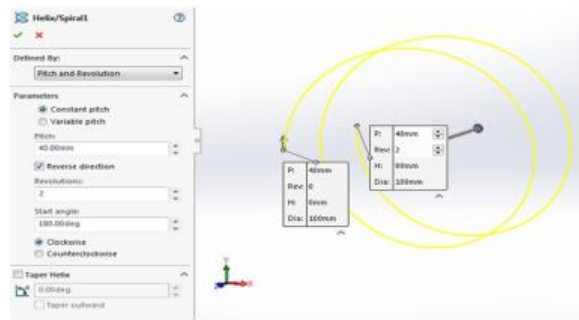 Helix/Spiral1
Defined By:
Pitch and Revolution
Parameters
Constant pitch
Variable pitch
Pitch:
40.00mm
Reverse direction
Revolutions:
2
Start angle:
180.00deg
Clockwise
Counterclockwise
Taper Helix
0.00deg
Taper outward
P: 40mm
Rev: 2
H: 80mm
Dia: 100mm
P: 40mm
Rev: 0
H: 0mm
Dia: 100mm